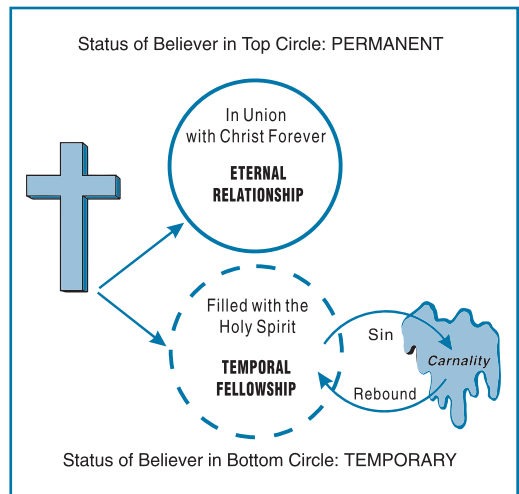 Status of Believer in Top Circle: PERMANENT
In Union
with Christ Forever
ETERNAL
RELATIONSHIP
Filled with the
Holy Spirit
TEMPORAL
FELLOWSHIP
Sin
Carnality
Rebound
Status of Believer in Bottom Circle: TEMPORARY